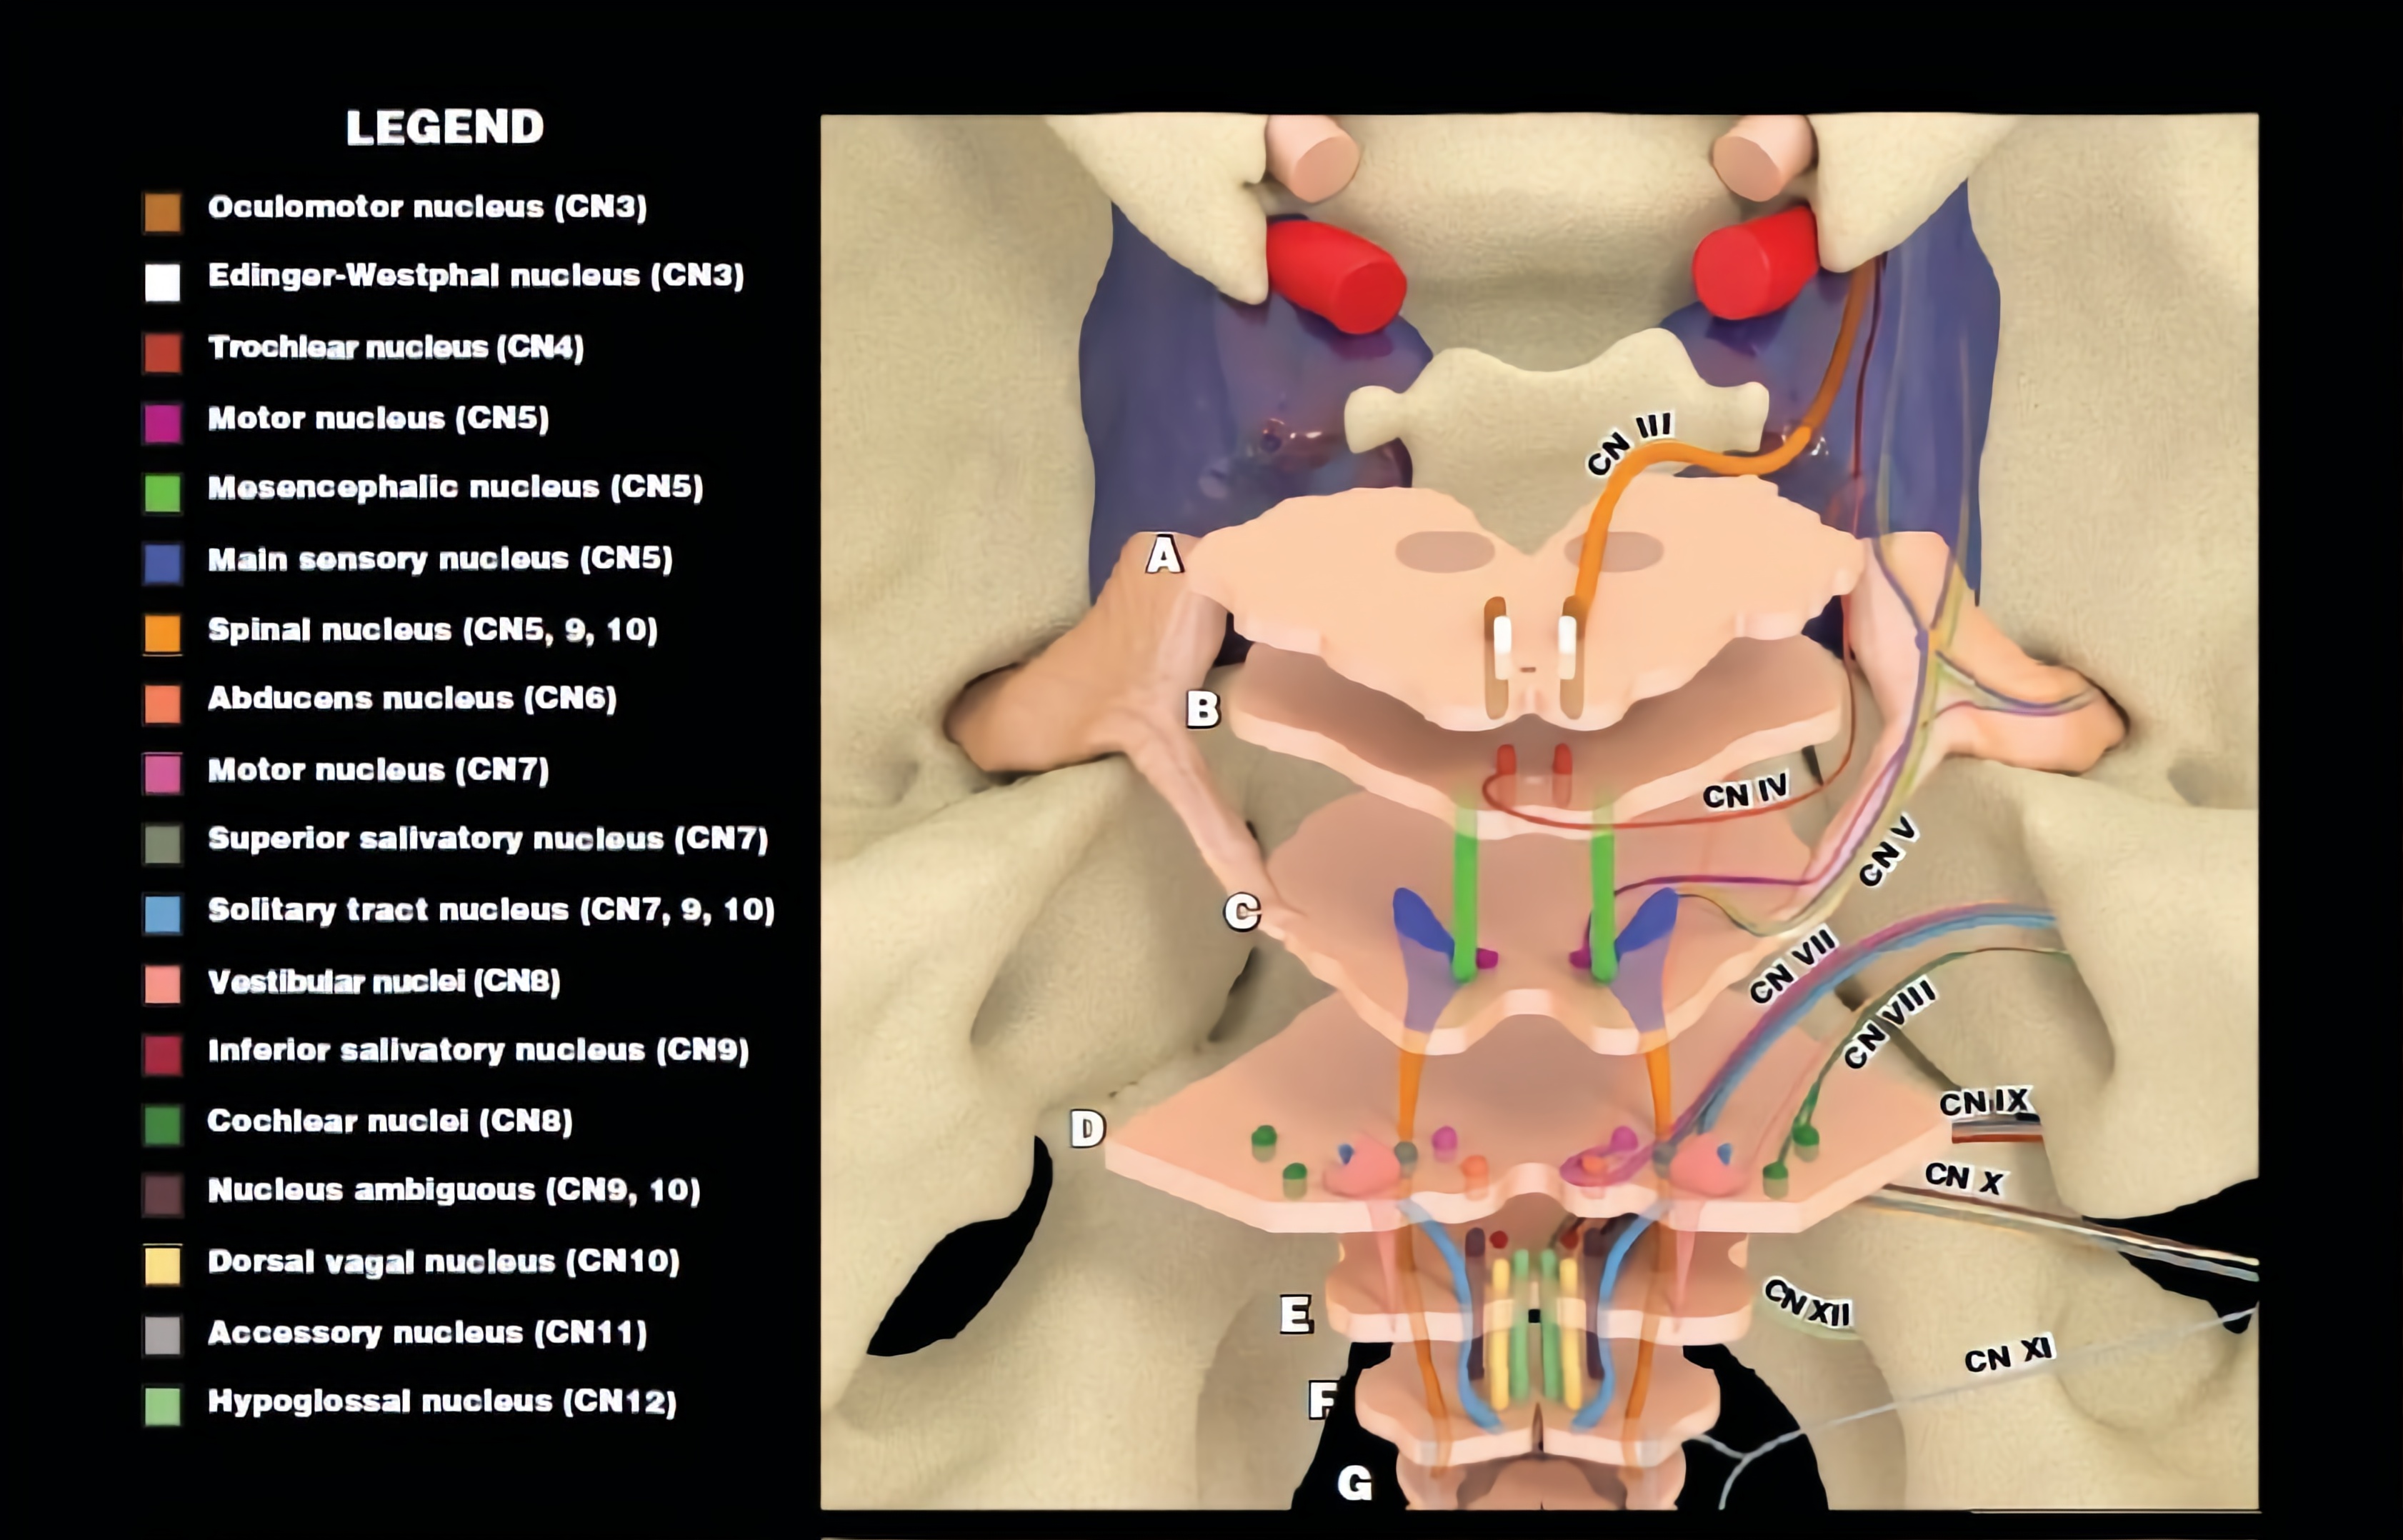 LEGEND
Oculomotor nucleus (CN3)
Edinger-Westphal nucleus (CN3)
Trochlear nucleus (CN4)
Motor nucleus (CN5)
Mesencephalic nucleus (CN5)
Main sensory nucleus (CN5)
Spinal nucleus (CN5, 9, 10)
Abducens nucleus (CN6)
Motor nucleus (CN7)
Superior salivatory nucleus (CN7)
Solitary tract nucleus (CN7, 9, 10)
Vestibular nuclei (CN8)
Inferior salivatory nucleus (CN9)
Cochlear nuclei (CN8)
Nucleus ambiguous (CN9, 10)
Dorsal vagal nucleus (CN10)
Accessory nucleus (CN11)
Hypoglossal nucleus (CN12)
CN III
A
B
CN IV
CN V
C
CN VII
CN VIII
CN IX
D
CN X
E
CN XII
CN XI
F
G